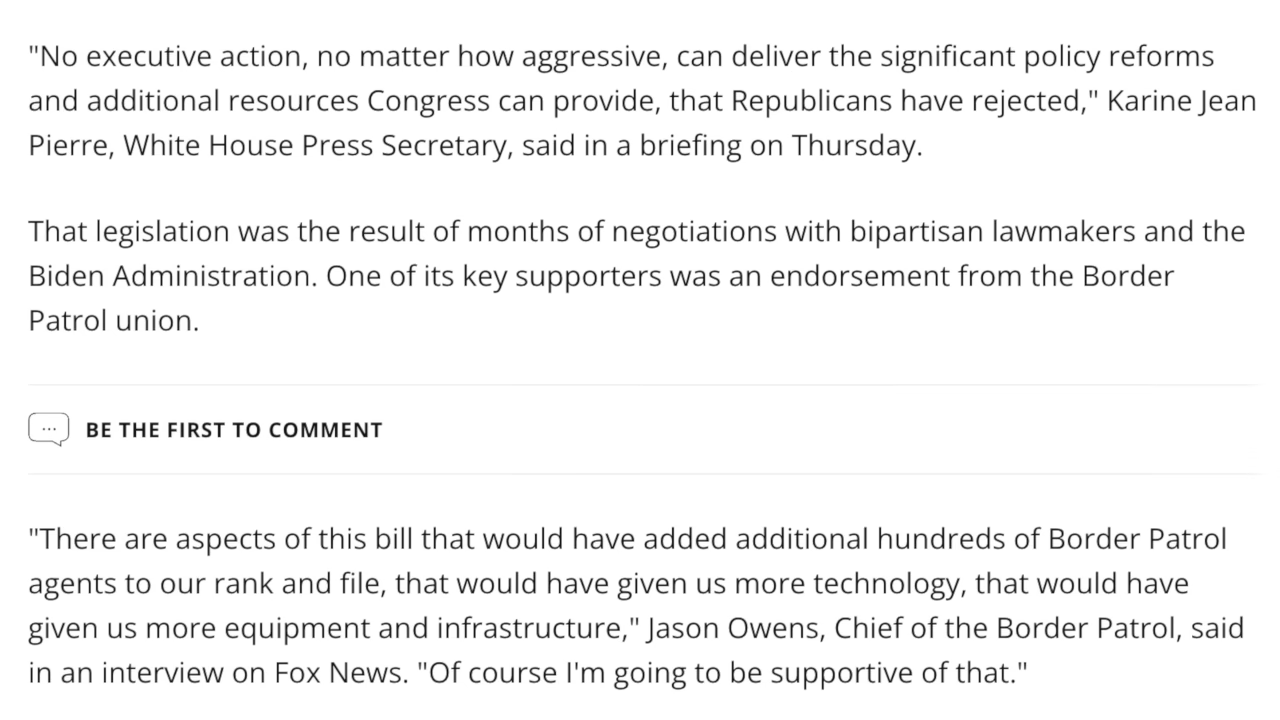 "No executive action, no matter how aggressive, can deliver the significant policy reforms
and additional resources Congress can provide, that Republicans have rejected," Karine Jean
Pierre, White House Press Secretary, said in a briefing on Thursday.
That legislation was the result of months of negotiations with bipartisan lawmakers and the
Biden Administration. One of its key supporters was an endorsement from the Border
Patrol union.
BE THE FIRST TO COMMENT
"There are aspects of this bill that would have added additional hundreds of Border Patrol
agents to our rank and file, that would have given us more technology, that would have
given us more equipment and infrastructure," Jason Owens, Chief of the Border Patrol, said
in an interview on Fox News. "Of course I'm going to be supportive of that."